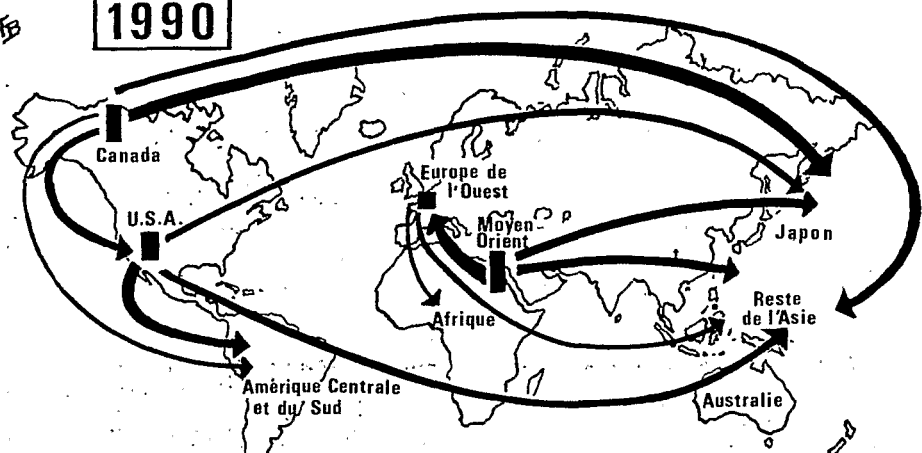 1990
Canada
U.S.A.
Europe de
l'Ouest
Moyen-
Orient
Japon
Reste
de l'Asie
Afrique
Amérique Centrale
et du Sud
Australie